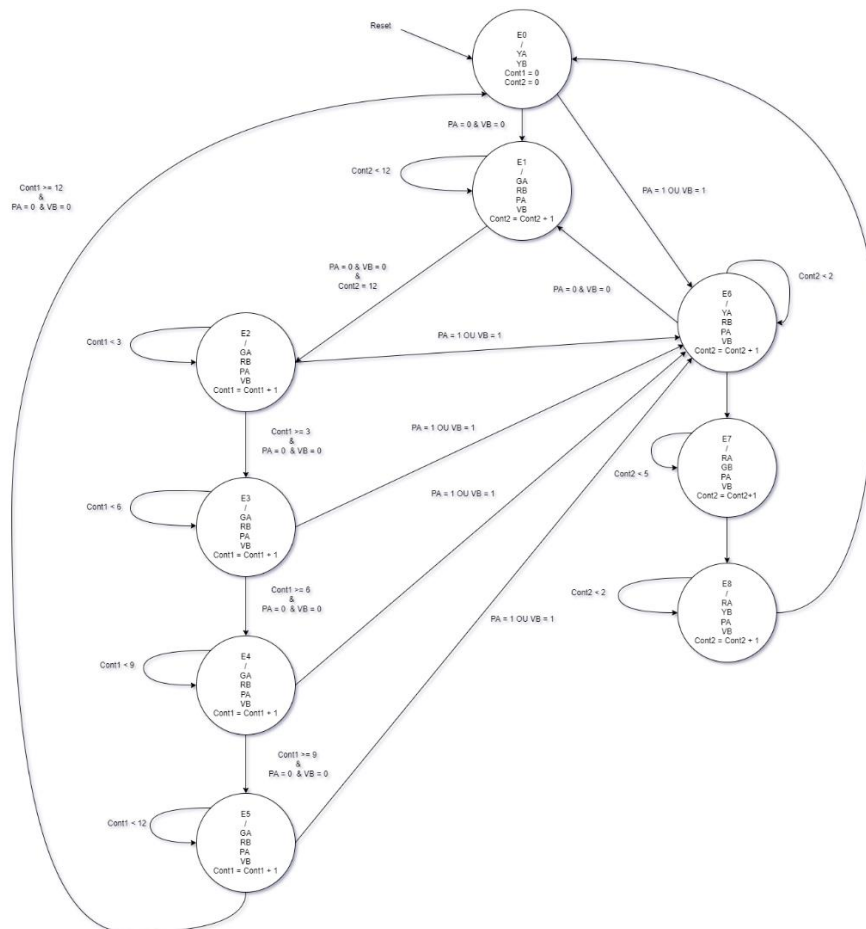 Reset
E0
/
YA
YB
Cont1 = 0
Cont2 = 0
PA = 0 & VB = 0
Cont2 < 12
E1
/
GA
RB
PA
VB
Cont2 = Cont2 + 1
PA = 1 OU VB = 1
Cont1 >= 12
&
PA = 0 & VB = 0
PA = 0 & VB = 0
&
Cont2 = 12
PA = 0 & VB = 0
Cont2 < 2
E6
/
YA
RB
PA
VB
Cont2 = Cont2 + 1
Cont1 < 3
E2
/
GA
RB
PA
VB
Cont1 = Cont1 + 1
PA = 1 OU VB = 1
Cont1 >= 3
&
PA = 0 & VB = 0
PA = 1 OU VB = 1
Cont2 < 5
E7
/
RA
GB
PA
VB
Cont2 = Cont2+1
Cont1 < 6
E3
/
GA
RB
PA
VB
Cont1 = Cont1 + 1
PA = 1 OU VB = 1
Cont1 >= 6
&
PA = 0 & VB = 0
Cont2 < 2
E8
/
RA
YB
PA
VB
Cont2 = Cont2 + 1
PA = 1 OU VB = 1
Cont1 < 9
E4
/
GA
RB
PA
VB
Cont1 = Cont1 + 1
Cont1 >= 9
&
PA = 0 & VB = 0
Cont1 < 12
E5
/
GA
RB
PA
VB
Cont1 = Cont1 + 1